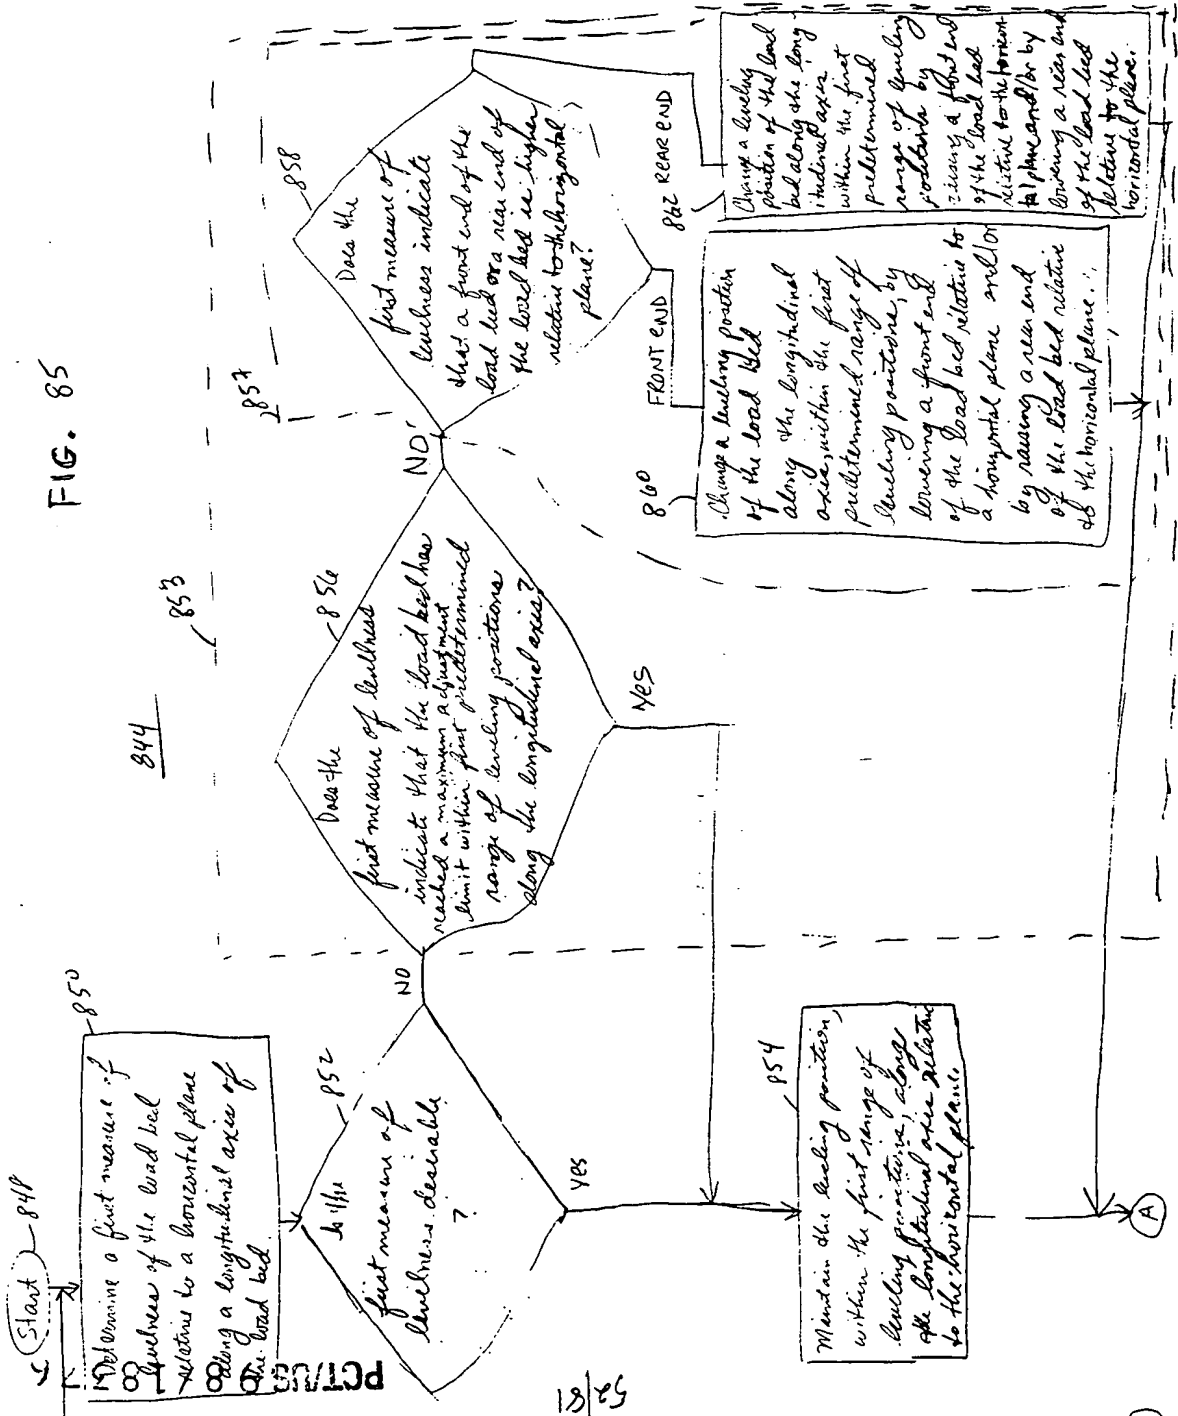 FIG. 85
844
853
857
Start
848
850
Determine a first measure of
levelness of the load bed
relative to a horizontal plane
along a longitudinal axis of
the load bed.
852
Is the
first measure of
levelness desirable
?
NO
Yes
854
Maintain the leveling position,
within the first range of
leveling positions, along
the longitudinal axis relative
to the horizontal plane.
856
Does the
first measure of levelness
indicate that the load bed has
reached a maximum adjustment
limit within first predetermined
range of leveling positions
along the longitudinal axis?
NO
Yes
858
Does the
first measure of
levelness indicate
that a front end of the
load bed or a rear end of
the load bed is higher
relative to the horizontal
plane?
FRONT END
REAR END
860
Change a leveling position
of the load bed
along the longitudinal
axis, within the first
predetermined range of
leveling positions, by
lowering a front end
of the load bed relative to
a horizontal plane and/or
by raising a rear end
of the load bed relative
to the horizontal plane.
862
Change a leveling
position of the load
bed along the long-
itudinal axis,
within the first
predetermined
range of leveling
positions by
raising a front end
of the load bed
relative to the horizon-
tal plane and/or by
lowering a rear end
of the load bed
relative to the
horizontal plane.
A
PCT/US
52/81